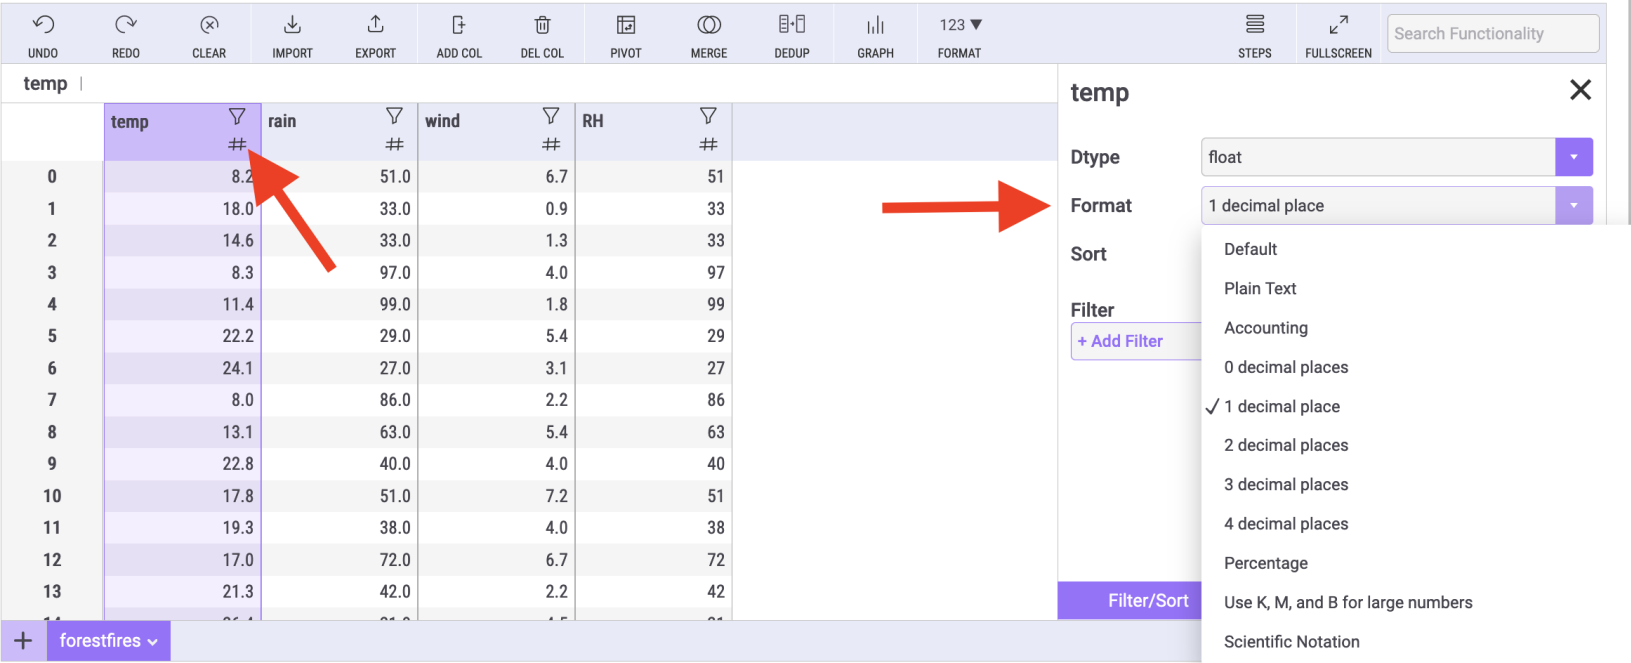 UNDO REDO CLEAR IMPORT EXPORT ADD COL DEL COL PIVOT MERGE DEDUP GRAPH 123 ▼ FORMAT STEPS FULLSCREEN Search Functionality
temp
temp rain wind RH
0 8.2 51.0 6.7 51
1 18.0 33.0 0.9 33
2 14.6 33.0 1.3 33
3 8.3 97.0 4.0 97
4 11.4 99.0 1.8 99
5 22.2 29.0 5.4 29
6 24.1 27.0 3.1 27
7 8.0 86.0 2.2 86
8 13.1 63.0 5.4 63
9 22.8 40.0 4.0 40
10 17.8 51.0 7.2 51
11 19.3 38.0 4.0 38
12 17.0 72.0 6.7 72
13 21.3 42.0 2.2 42
+ forestfires
temp
Dtype float
Format 1 decimal place
Sort
Filter
+ Add Filter
Default
Plain Text
Accounting
0 decimal places
✓ 1 decimal place
2 decimal places
3 decimal places
4 decimal places
Percentage
Use K, M, and B for large numbers
Scientific Notation
Filter/Sort